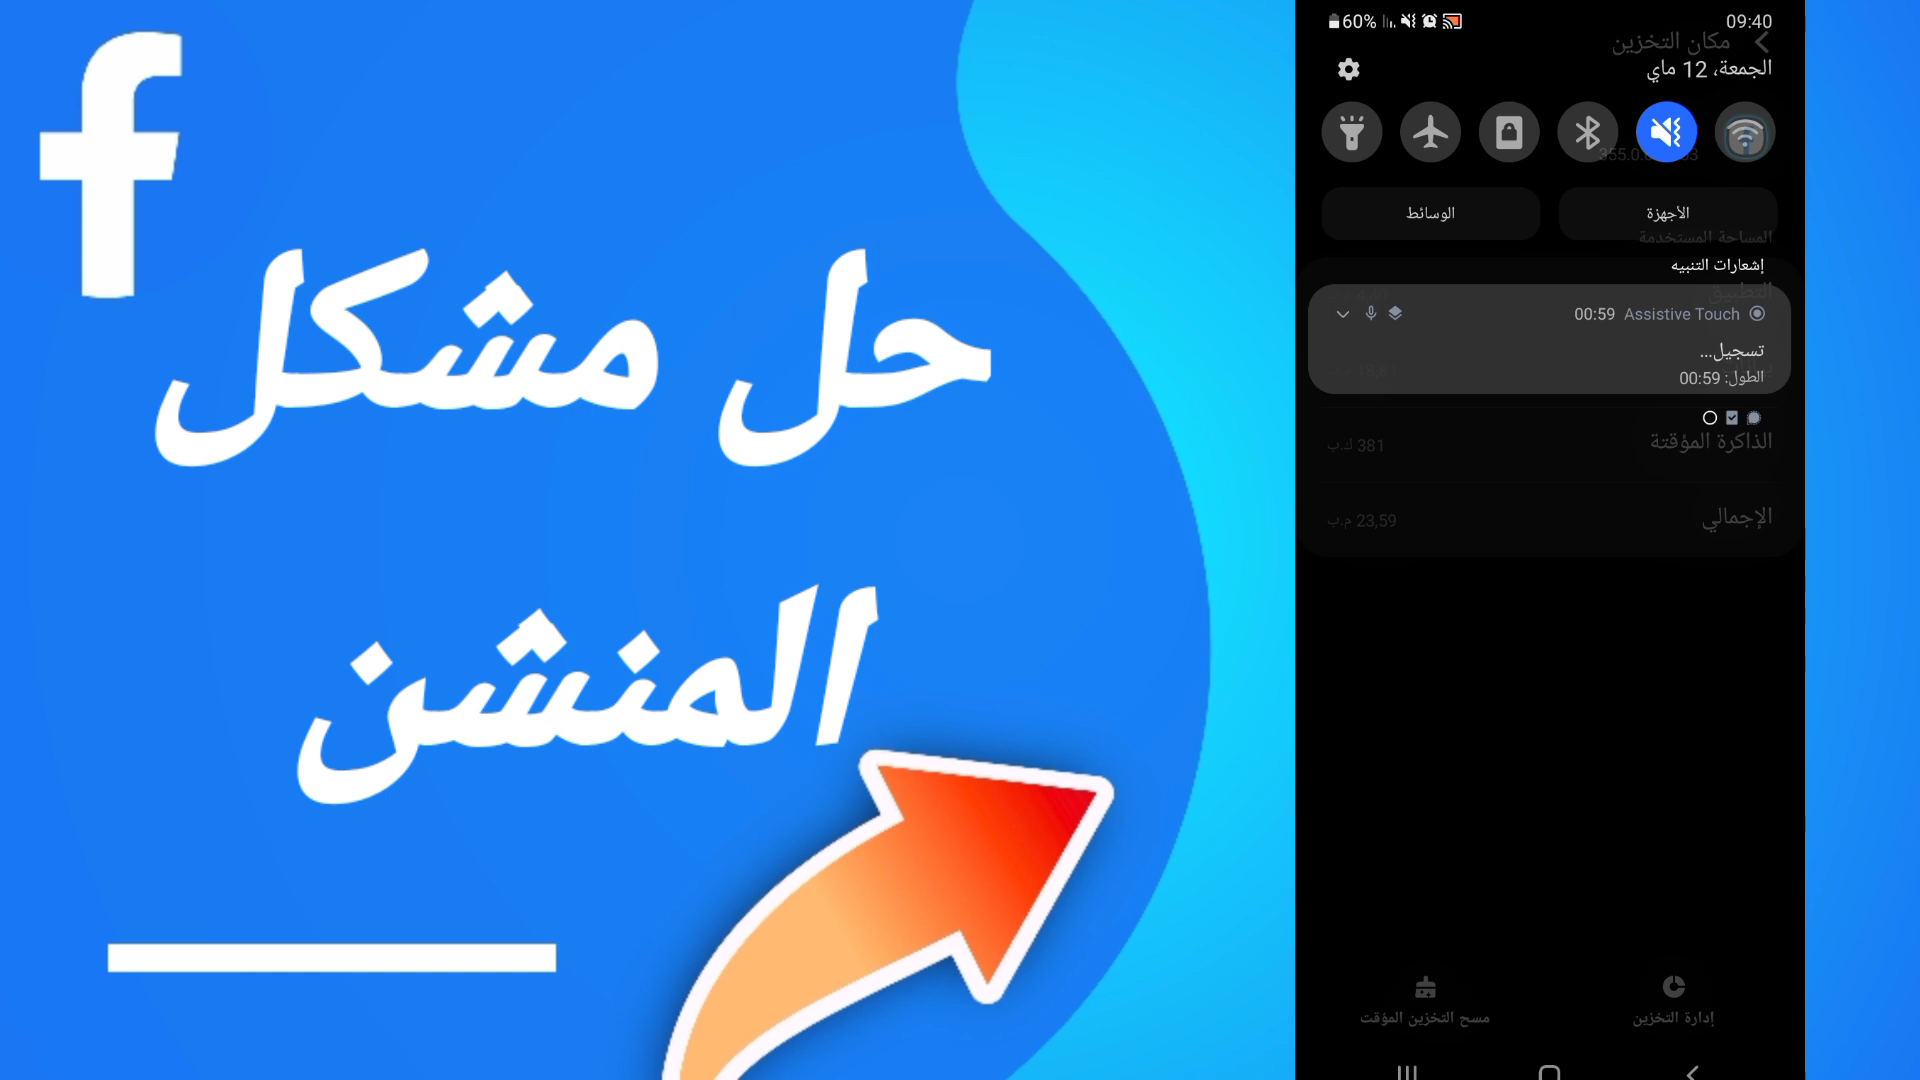 حل مشكل
المنشن
60%
09:40
مكان التخزين
الجمعة، 12 ماي
الوسائط
الأجهزة
المساحة المستخدمة
إشعارات التنبيه
التطبيق
Assistive Touch 00:59
تسجيل...
الطول: 00:59
الذاكرة المؤقتة 381 ك.ب
الإجمالي 23,59 م.ب
إدارة التخزين
مسح التخزين المؤقت